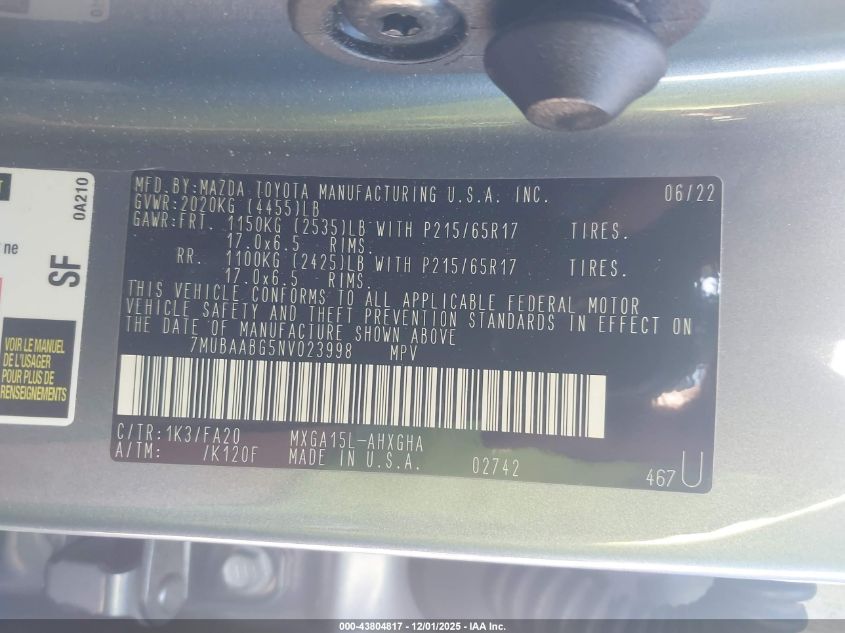 MFD.BY:MAZDA TOYOTA MANUFACTURING U.S.A. INC. 06/22
GVWR:2020KG (4455)LB
GAWR:FRT. 1150KG (2535)LB WITH P215/65R17 TIRES.
17.0x6.5 RIMS.
RR. 1100KG (2425)LB WITH P215/65R17 TIRES.
17.0x6.5 RIMS.
THIS VEHICLE CONFORMS TO ALL APPLICABLE FEDERAL MOTOR
VEHICLE SAFETY AND THEFT PREVENTION STANDARDS IN EFFECT ON
THE DATE OF MANUFACTURE SHOWN ABOVE
7MUBAABG5NV023998 MPV
C/TR:1K3/FA20 MXGA15L-AHXGHA
A/TM: /K120F MADE IN U.S.A. 02742
467 U
0A210
ne
SF
VOIR LE MANUEL
DE L'USAGER
POUR PLUS DE
RENSEIGNEMENTS
000-43804817 - 12/01/2025 - IAA Inc.